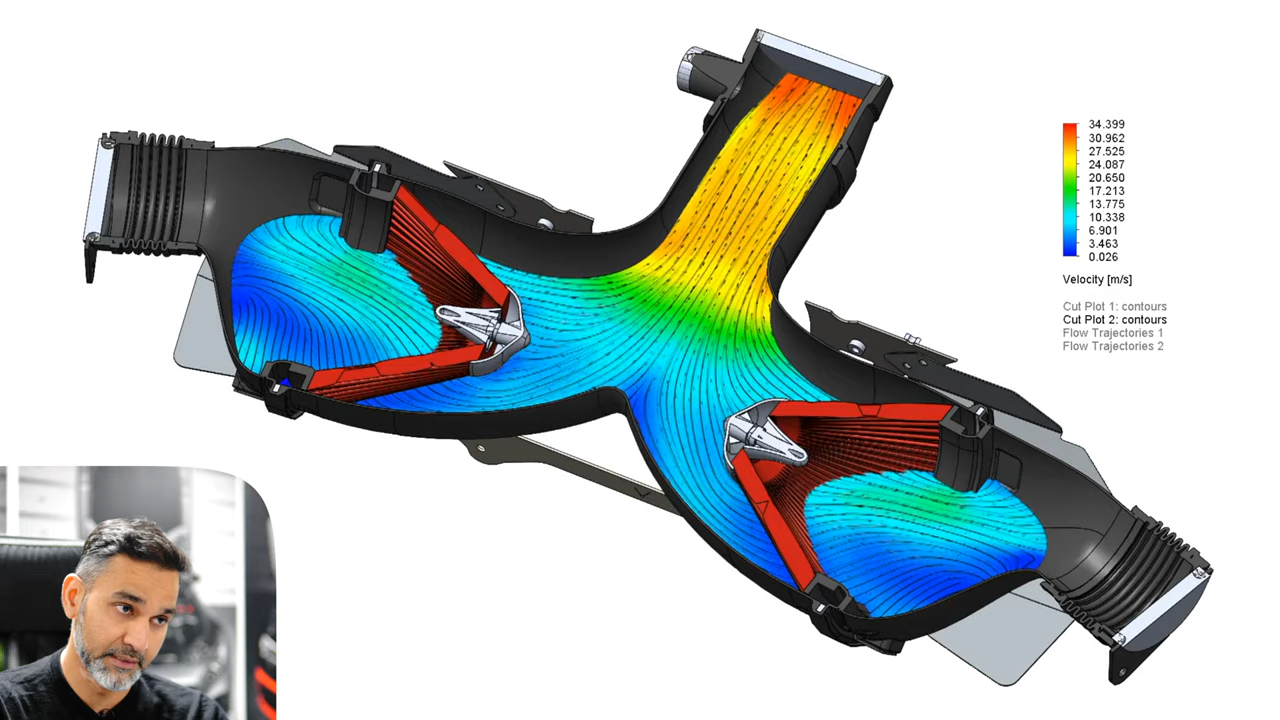 34.399
30.962
27.525
24.087
20.650
17.213
13.775
10.338
6.901
3.463
0.026
Velocity [m/s]
Cut Plot 1: contours
Cut Plot 2: contours
Flow Trajectories 1
Flow Trajectories 2